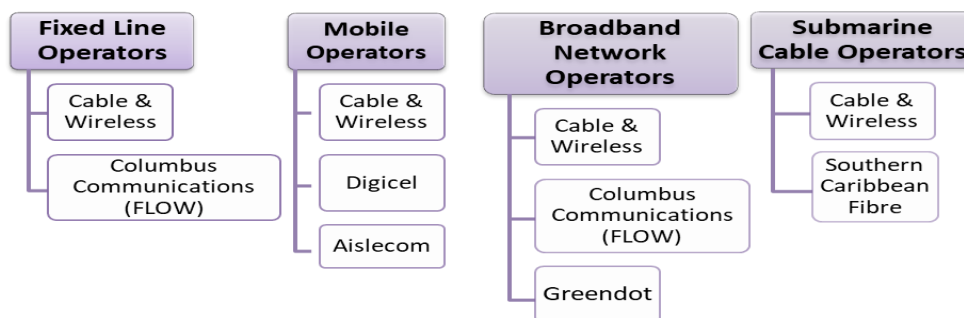 Fixed Line
Operators
Cable &
Wireless
Columbus
Communications
(FLOW)
Mobile
Operators
Cable &
Wireless
Digicel
Aislecom
Broadband
Network
Operators
Cable &
Wireless
Columbus
Communications
(FLOW)
Greendot
Submarine
Cable Operators
Cable &
Wireless
Southern
Caribbean
Fibre